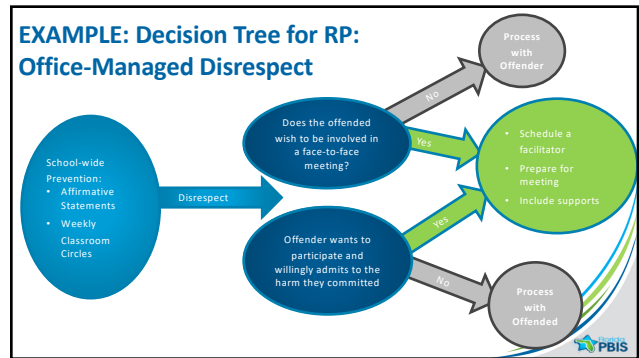 EXAMPLE: Decision Tree for RP:
Office-Managed Disrespect
School-wide
Prevention:
• Affirmative
Statements
• Weekly
Classroom
Circles
Disrespect
Does the offended
wish to be involved in
a face-to-face
meeting?
No
Process
with
Offender
Yes
• Schedule a
facilitator
• Prepare for
meeting
• Include supports
Offender wants to
participate and
willingly admits to the
harm they committed
Yes
No
Process
with
Offended
Florida
PBIS